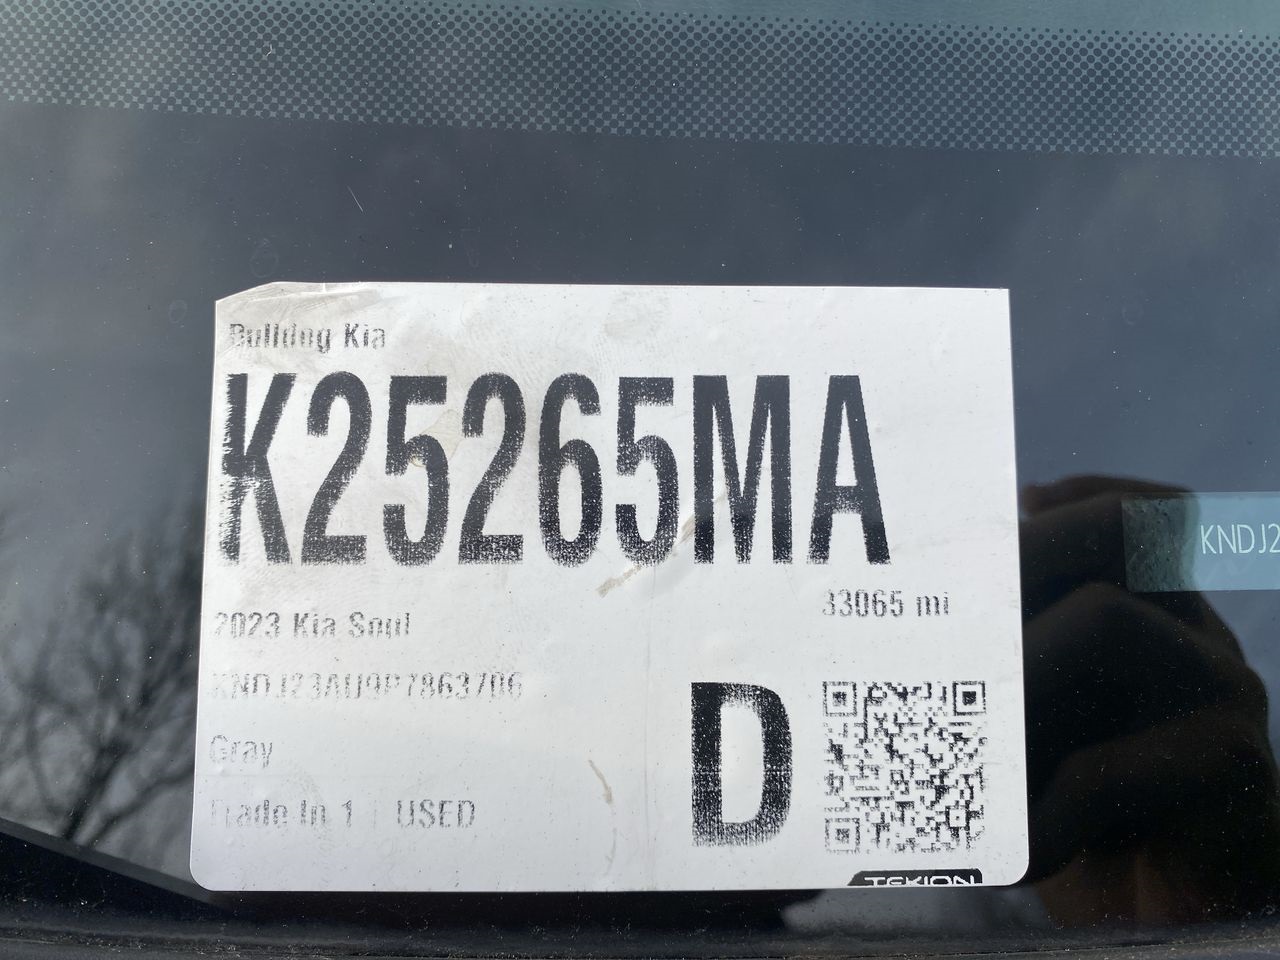 Bulldog Kia
K25265MA
33065 mi
2023 Kia Soul
KNDJ23AU9P7863706
Gray
D
Trade In 1 | USED
TEKION
KNDJ2